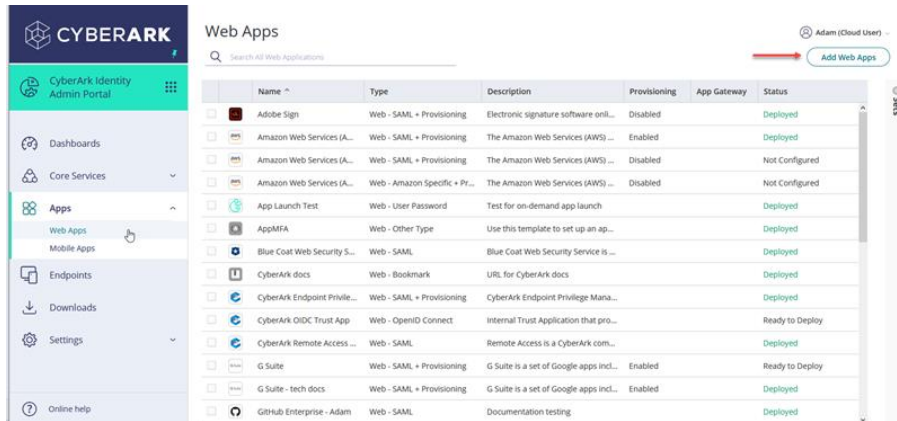 CYBERARK
Web Apps
Adam (Cloud User)
Search All Web Applications
Add Web Apps
CyberArk Identity
Admin Portal
Dashboards
Core Services
Apps
Web Apps
Mobile Apps
Endpoints
Downloads
Settings
Online help
Name Type Description Provisioning App Gateway Status
Adobe Sign Web - SAML + Provisioning Electronic signature software onli... Disabled Deployed
Amazon Web Services (A... Web - SAML + Provisioning The Amazon Web Services (AWS) ... Enabled Deployed
Amazon Web Services (A... Web - SAML + Provisioning The Amazon Web Services (AWS) ... Disabled Not Configured
Amazon Web Services (A... Web - Amazon Specific + Pr... The Amazon Web Services (AWS) ... Disabled Not Configured
App Launch Test Web - User Password Test for on-demand app launch Deployed
AppMFA Web - Other Type Use this template to set up an ap... Deployed
Blue Coat Web Security S... Web - SAML Blue Coat Web Security Service is ... Deployed
CyberArk docs Web - Bookmark URL for CyberArk docs Deployed
CyberArk Endpoint Privile... Web - SAML + Provisioning CyberArk Endpoint Privilege Mana... Deployed
CyberArk OIDC Trust App Web - OpenID Connect Internal Trust Application that pro... Ready to Deploy
CyberArk Remote Access ... Web - SAML Remote Access is a CyberArk com... Deployed
G Suite Web - SAML + Provisioning G Suite is a set of Google apps incl... Enabled Ready to Deploy
G Suite - tech docs Web - SAML + Provisioning G Suite is a set of Google apps incl... Enabled Deployed
GitHub Enterprise - Adam Web - SAML Documentation testing Deployed